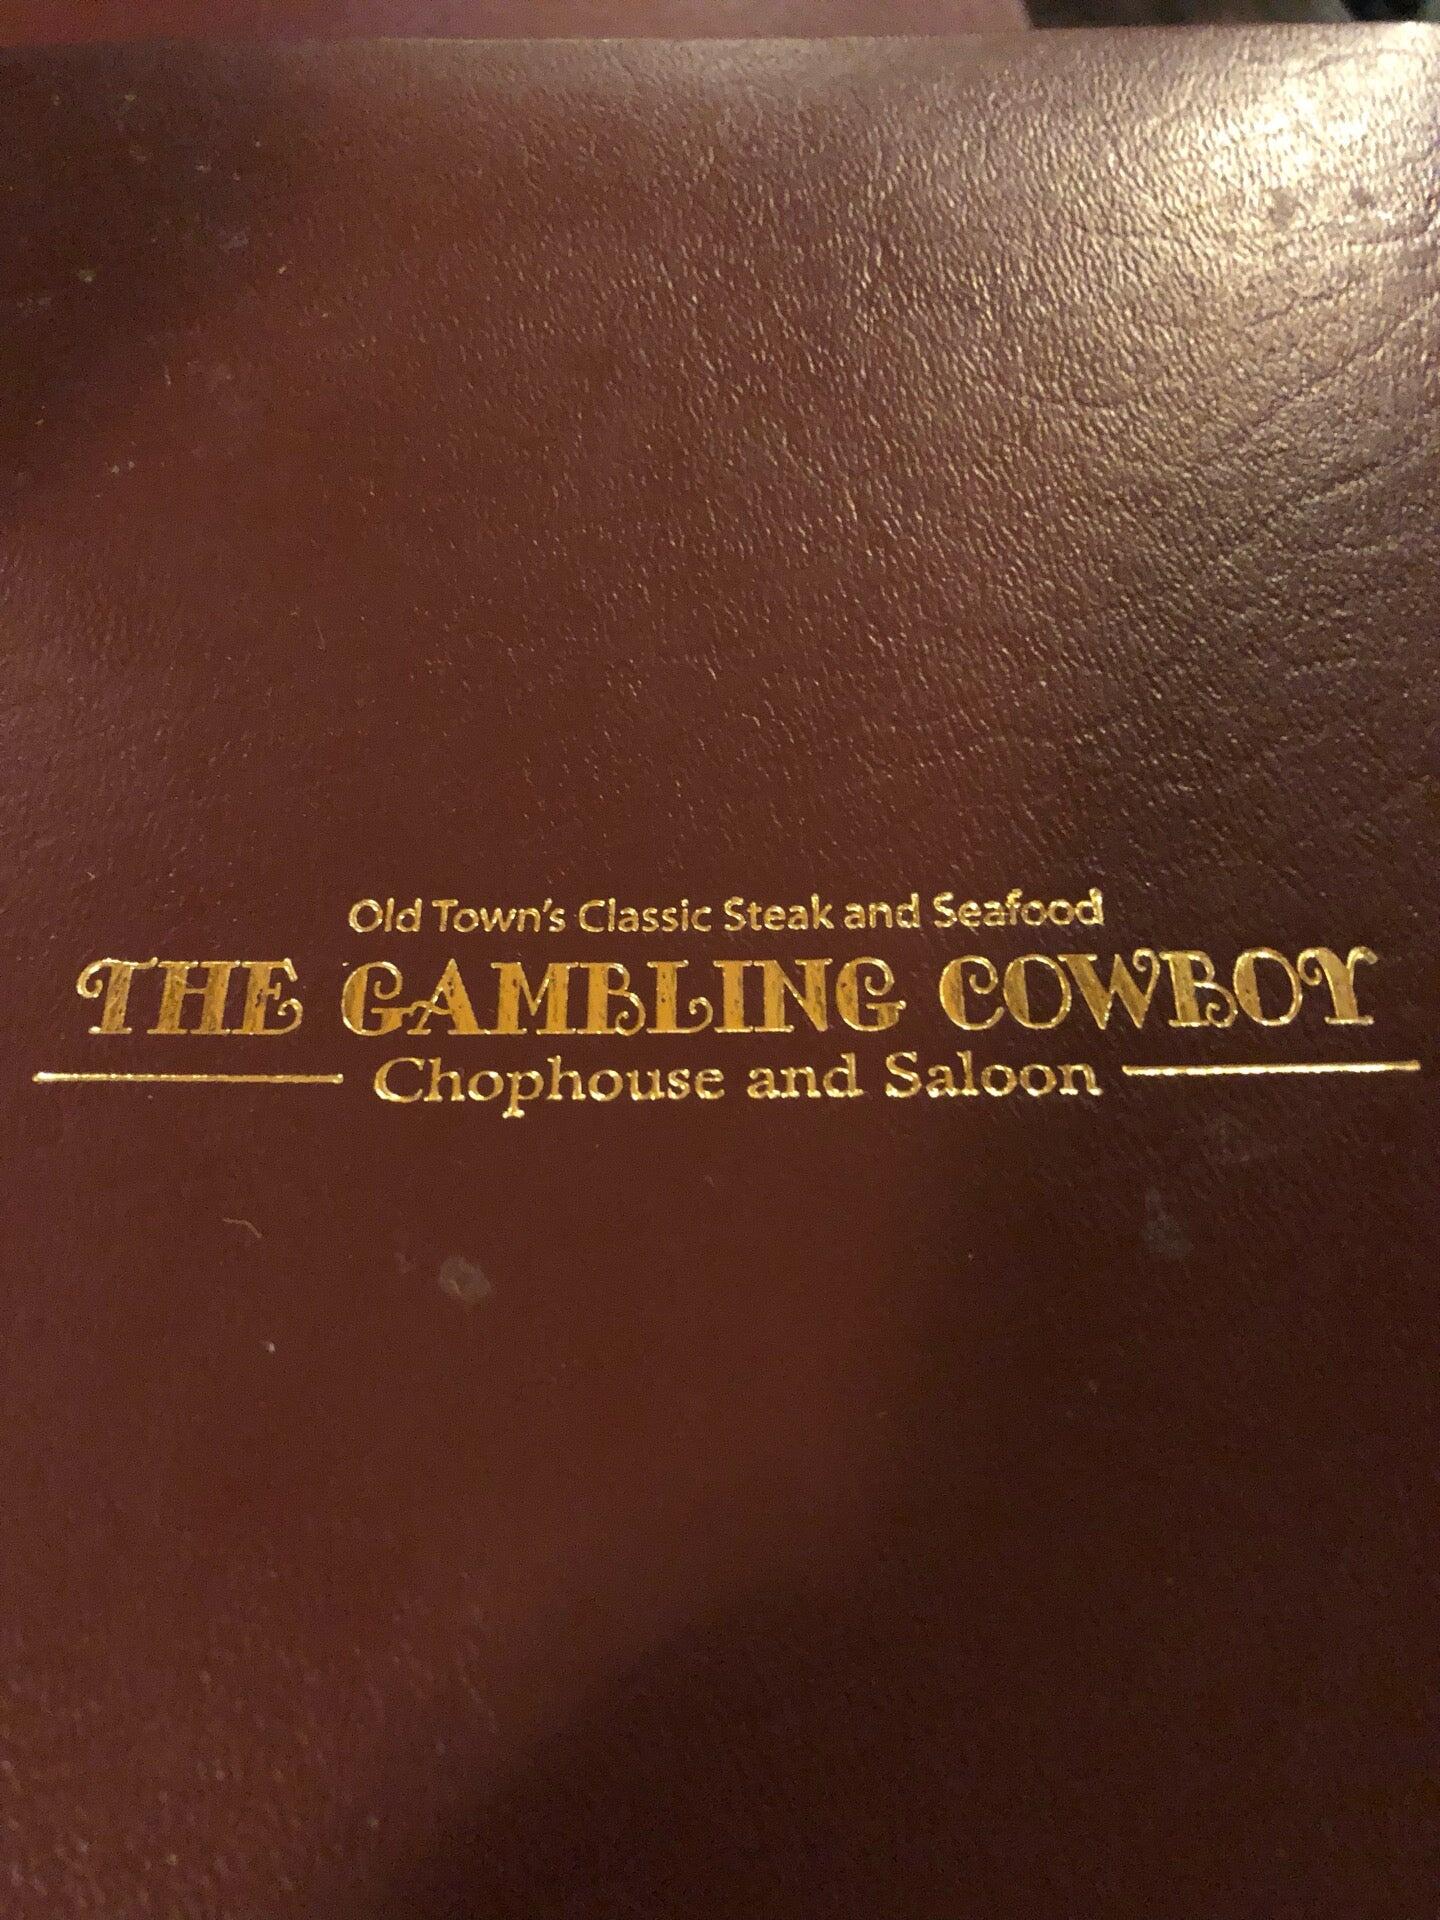 Old Town's Classic Steak and Seafood
THE GAMBLING COWBOY
Chophouse and Saloon